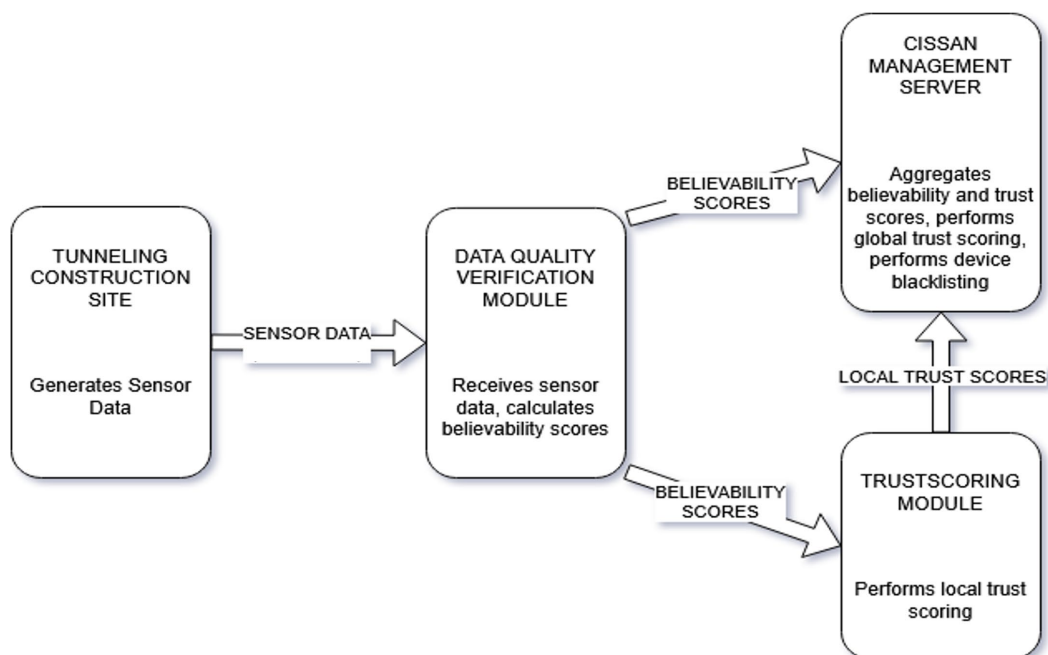 TUNNELING
CONSTRUCTION
SITE
Generates Sensor
Data
SENSOR DATA
DATA QUALITY
VERIFICATION
MODULE
Receives sensor
data, calculates
believability scores
BELIEVABILITY
SCORES
CISSAN
MANAGEMENT
SERVER
Aggregates
believability and trust
scores, performs
global trust scoring,
performs device
blacklisting
BELIEVABILITY
SCORES
TRUSTSCORING
MODULE
Performs local trust
scoring
LOCAL TRUST SCORES